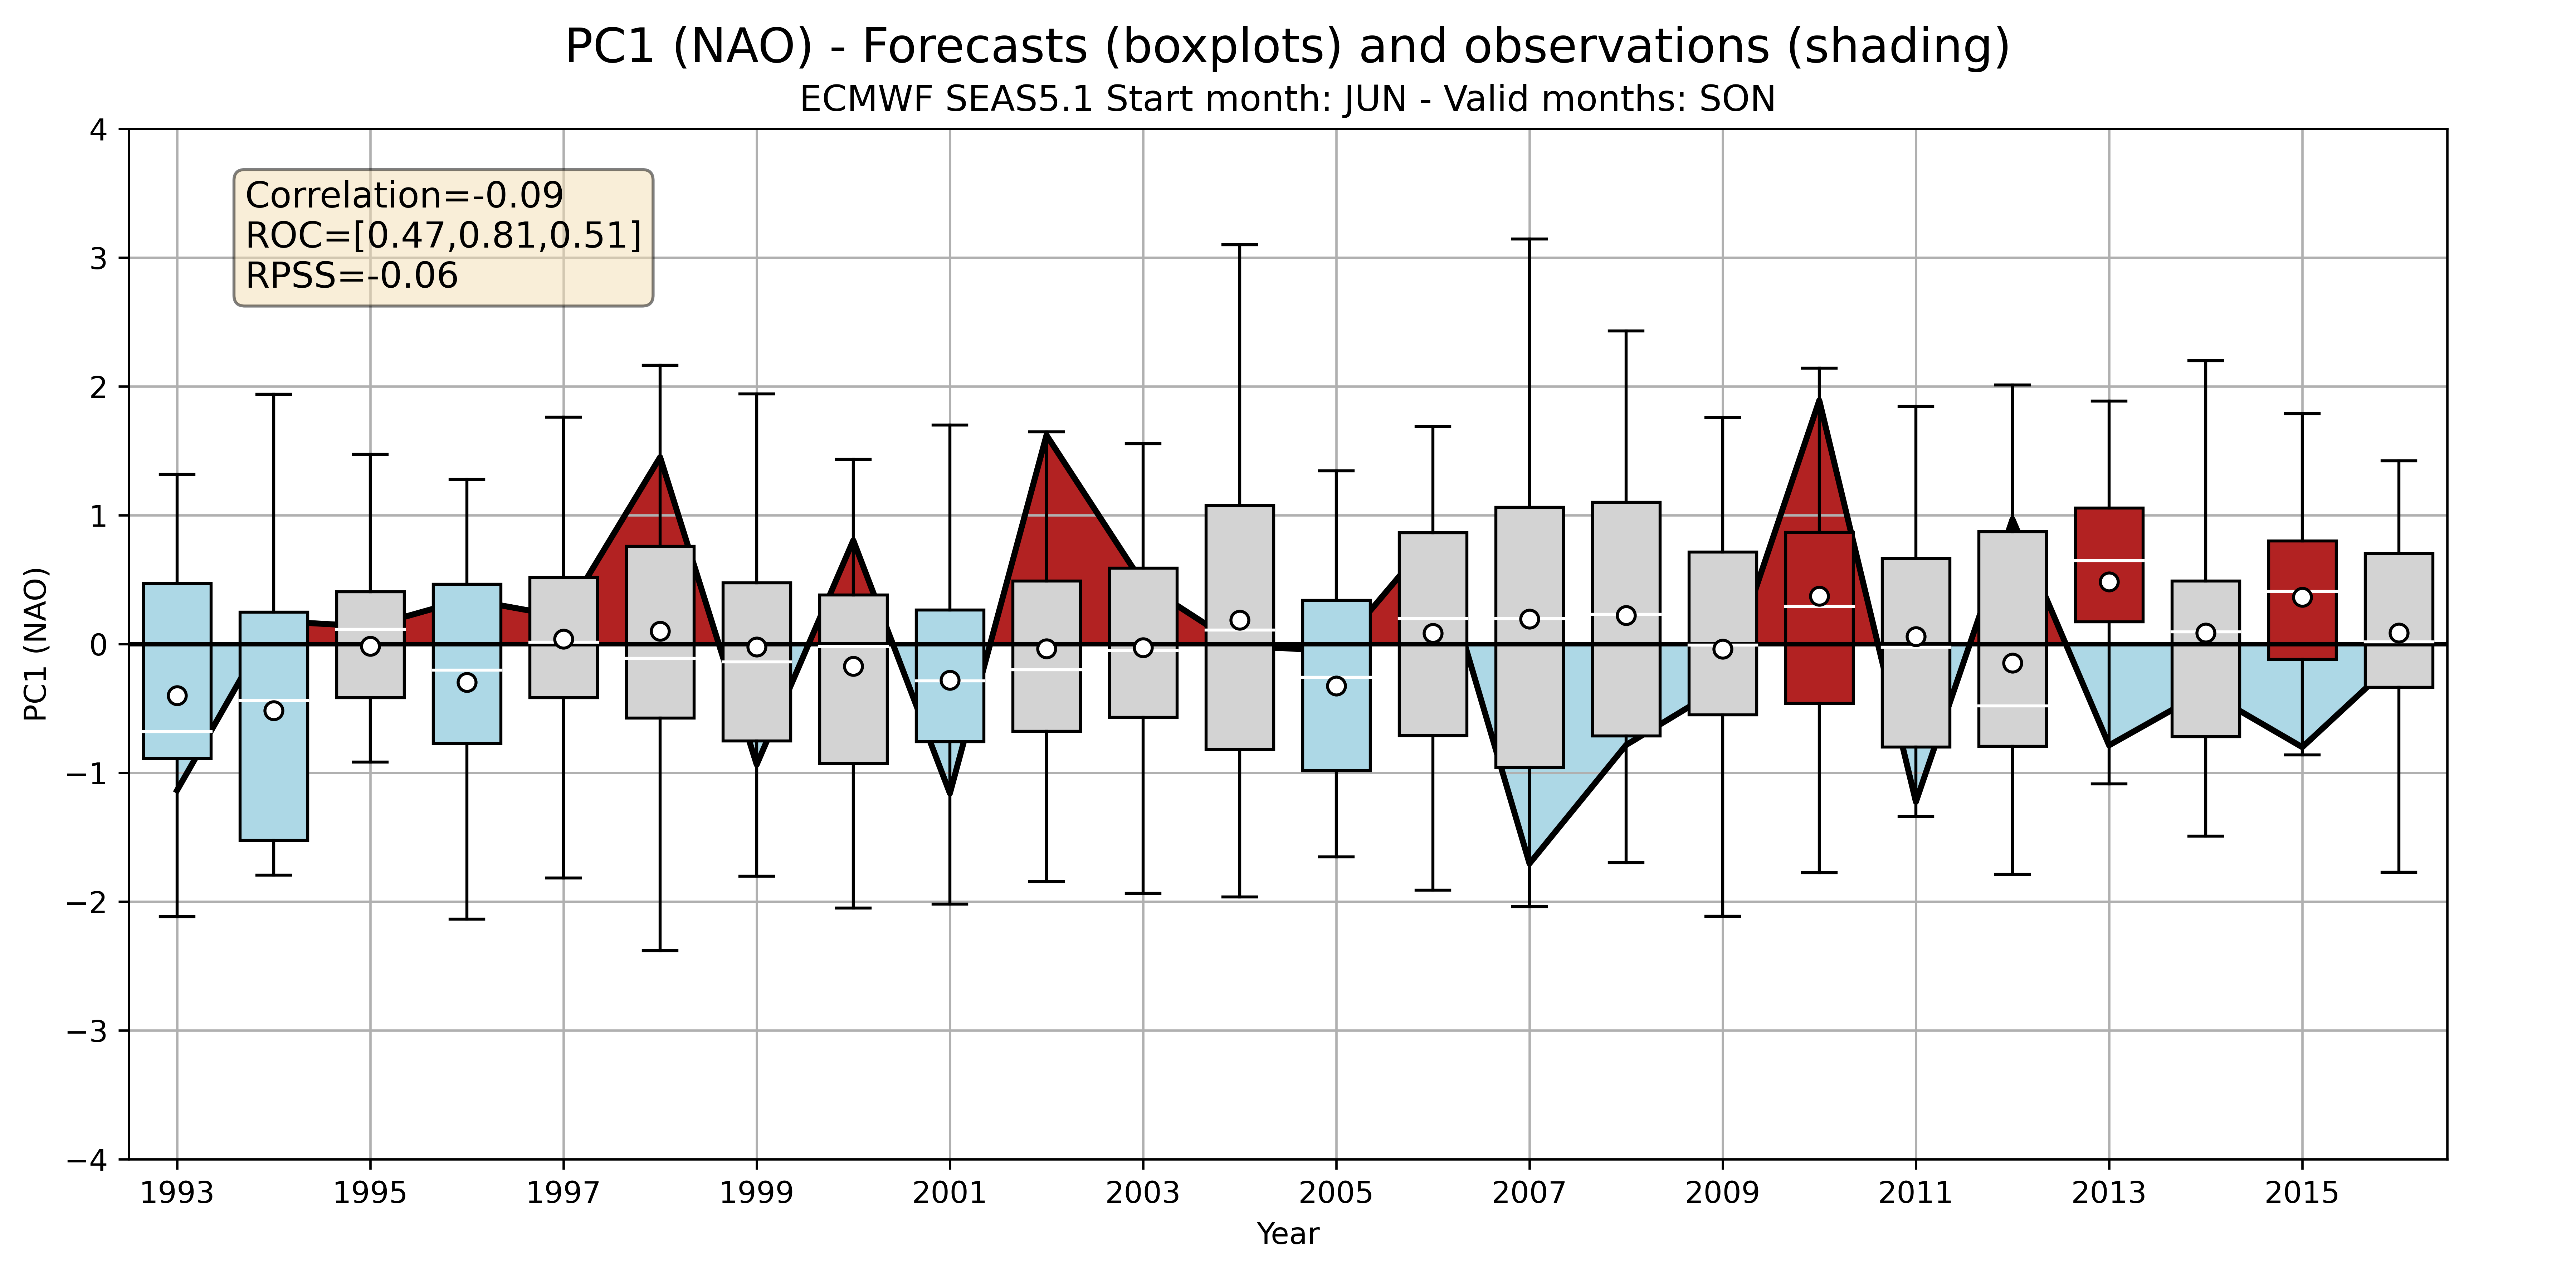 PC1 (NAO) - Forecasts (boxplots) and observations (shading)
ECMWF SEAS5.1 Start month: JUN - Valid months: SON
Correlation=-0.09
ROC=[0.47,0.81,0.51]
RPSS=-0.06
PC1 (NAO)
4
3
2
1
0
−1
−2
−3
−4
1993 1995 1997 1999 2001 2003 2005 2007 2009 2011 2013 2015
Year